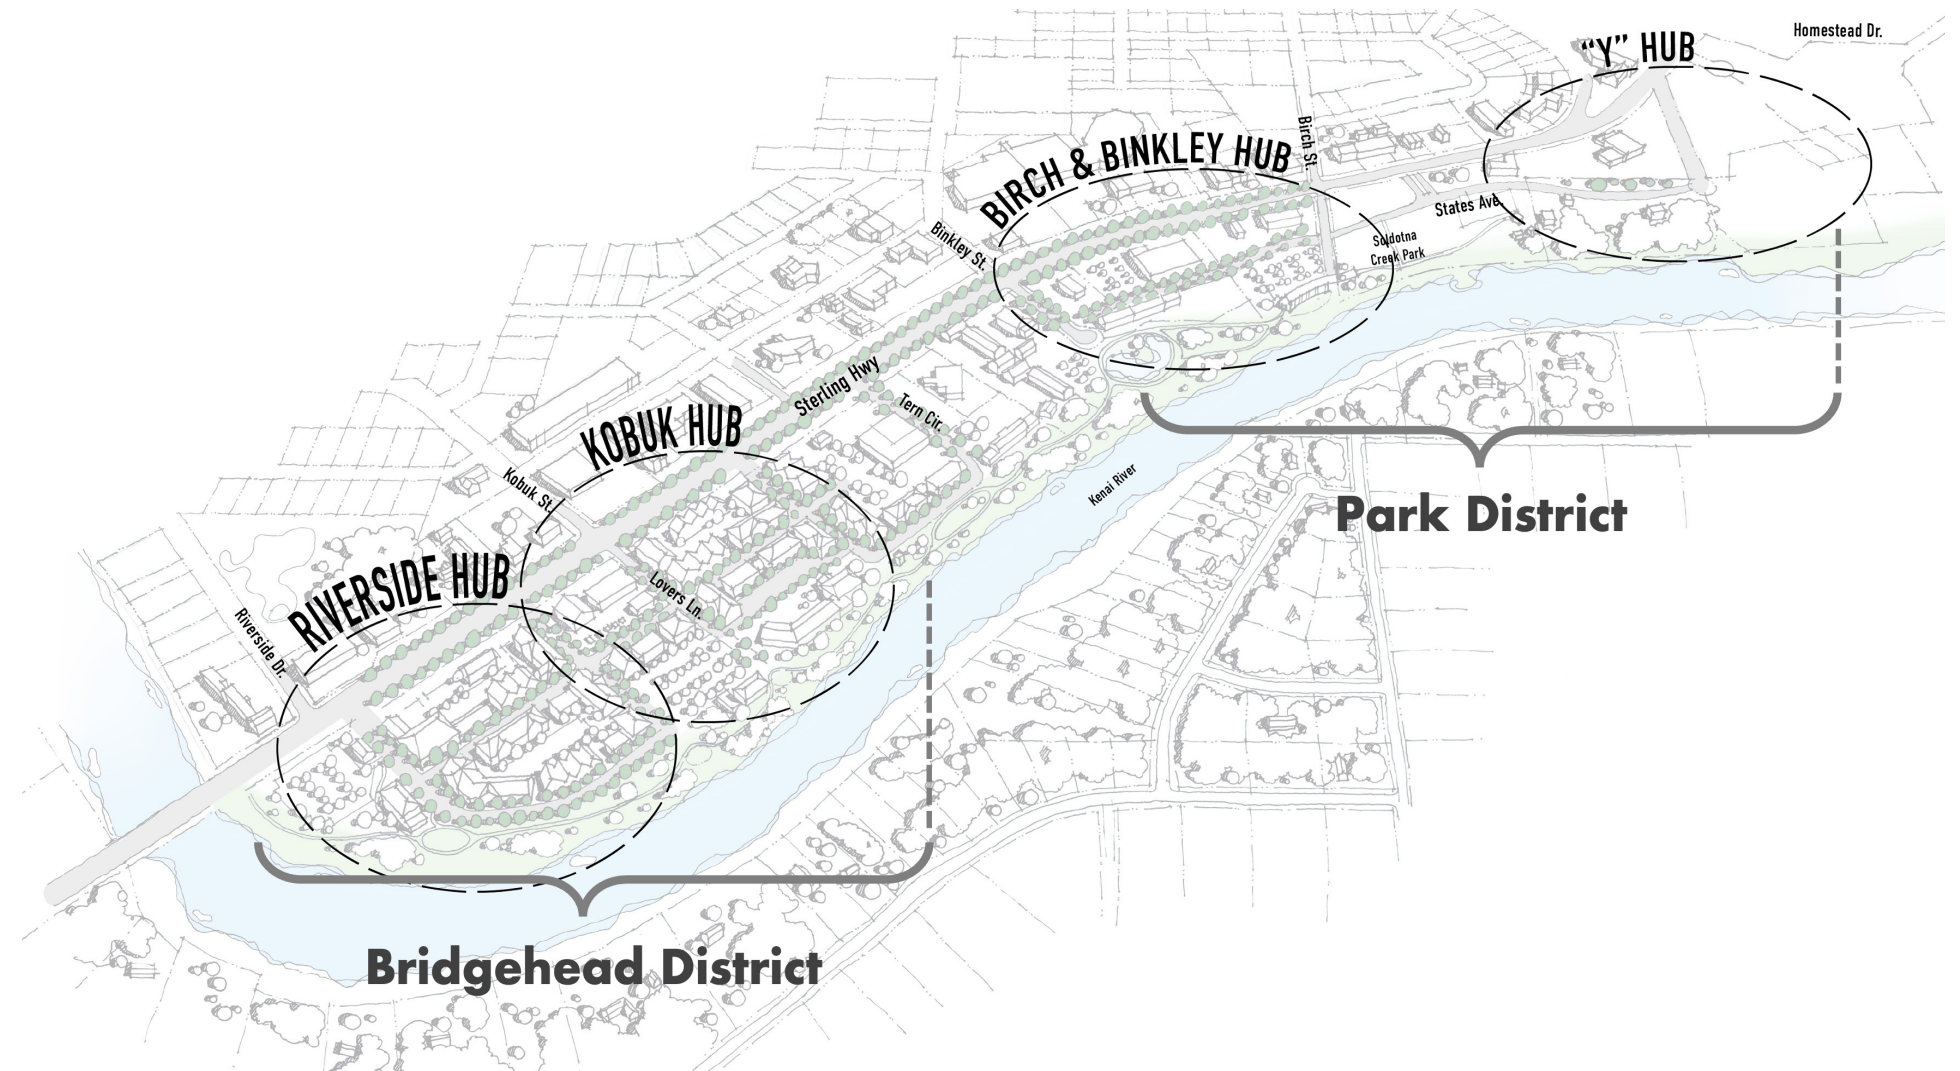 Homestead Dr.
“Y” HUB
Birch St.
BIRCH & BINKLEY HUB
States Ave.
Binkley St.
Soldotna
Creek Park
Sterling Hwy
Tern Cir.
KOBUK HUB
Kobuk St.
Kenai River
Park District
RIVERSIDE HUB
Lovers Ln.
Riverside Dr.
Bridgehead District